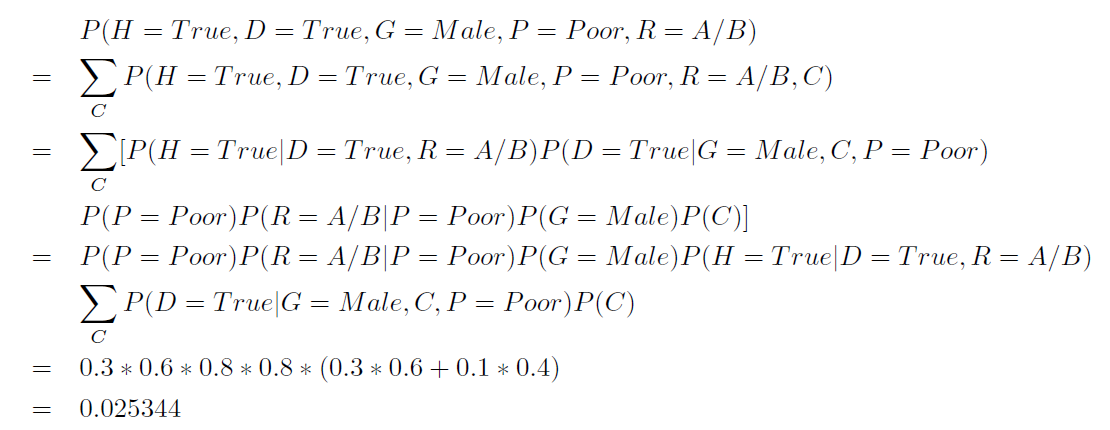 P(H = True, D = True, G = Male, P = Poor, R = A/B)
= ∑_C P(H = True, D = True, G = Male, P = Poor, R = A/B, C)
= ∑_C [P(H = True|D = True, R = A/B)P(D = True|G = Male, C, P = Poor)
P(P = Poor)P(R = A/B|P = Poor)P(G = Male)P(C)]
= P(P = Poor)P(R = A/B|P = Poor)P(G = Male)P(H = True|D = True, R = A/B)
∑_C P(D = True|G = Male, C, P = Poor)P(C)
= 0.3 * 0.6 * 0.8 * 0.8 * (0.3 * 0.6 + 0.1 * 0.4)
= 0.025344